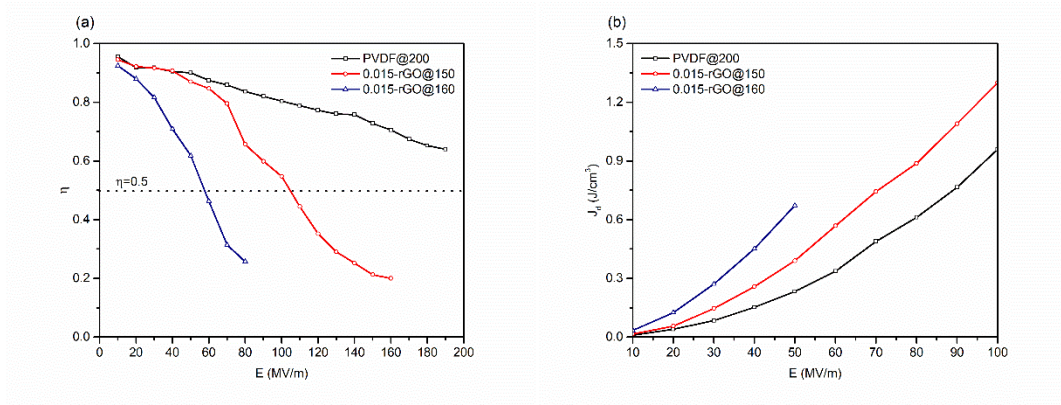 (a)
1.0
0.8
0.6
0.4
0.2
0.0
η
η=0.5
PVDF@200
0.015-rGO@150
0.015-rGO@160
0 20 40 60 80 100 120 140 160 180 200
E (MV/m)
(b)
1.5
1.2
0.9
0.6
0.3
0.0
J_d (J/cm³)
PVDF@200
0.015-rGO@150
0.015-rGO@160
10 20 30 40 50 60 70 80 90 100
E (MV/m)